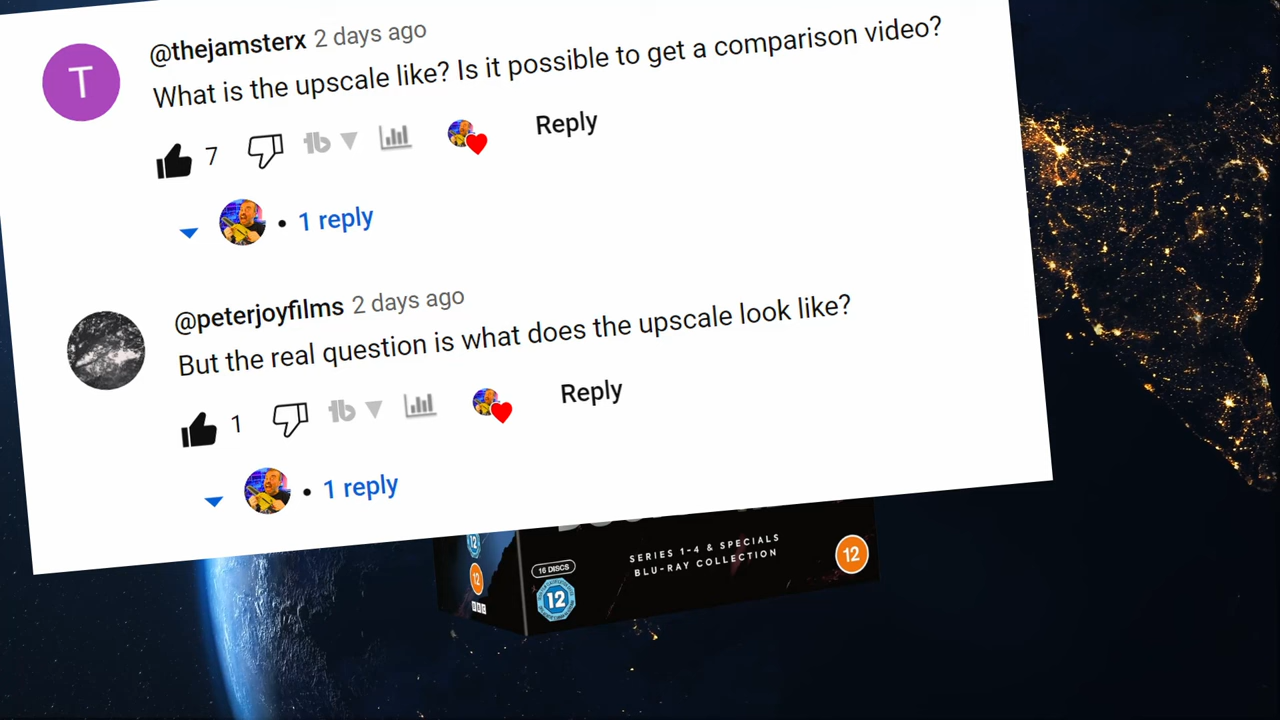 T
@thejamsterx 2 days ago
What is the upscale like? Is it possible to get a comparison video?
7
Reply
• 1 reply
@peterjoyfilms 2 days ago
But the real question is what does the upscale look like?
1
Reply
• 1 reply
SERIES 1-4 & SPECIALS
BLU-RAY COLLECTION
16 DISCS
12
12
12
12
BBC